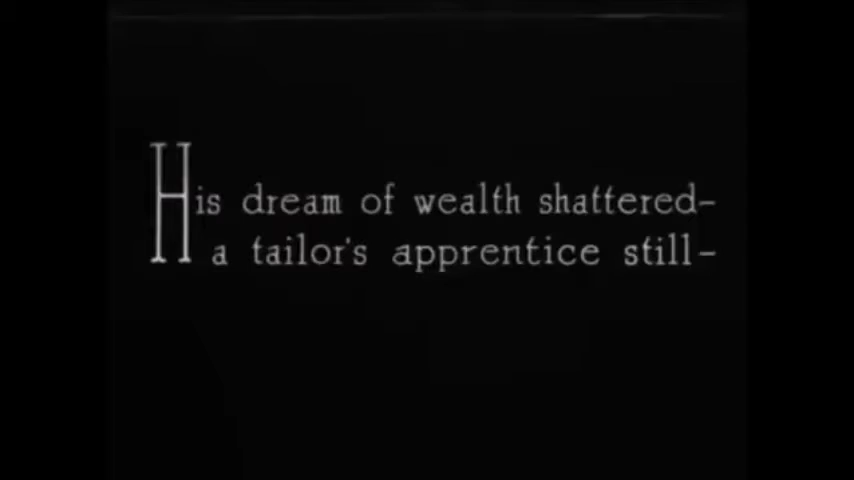 His dream of wealth shattered-
a tailor's apprentice still-